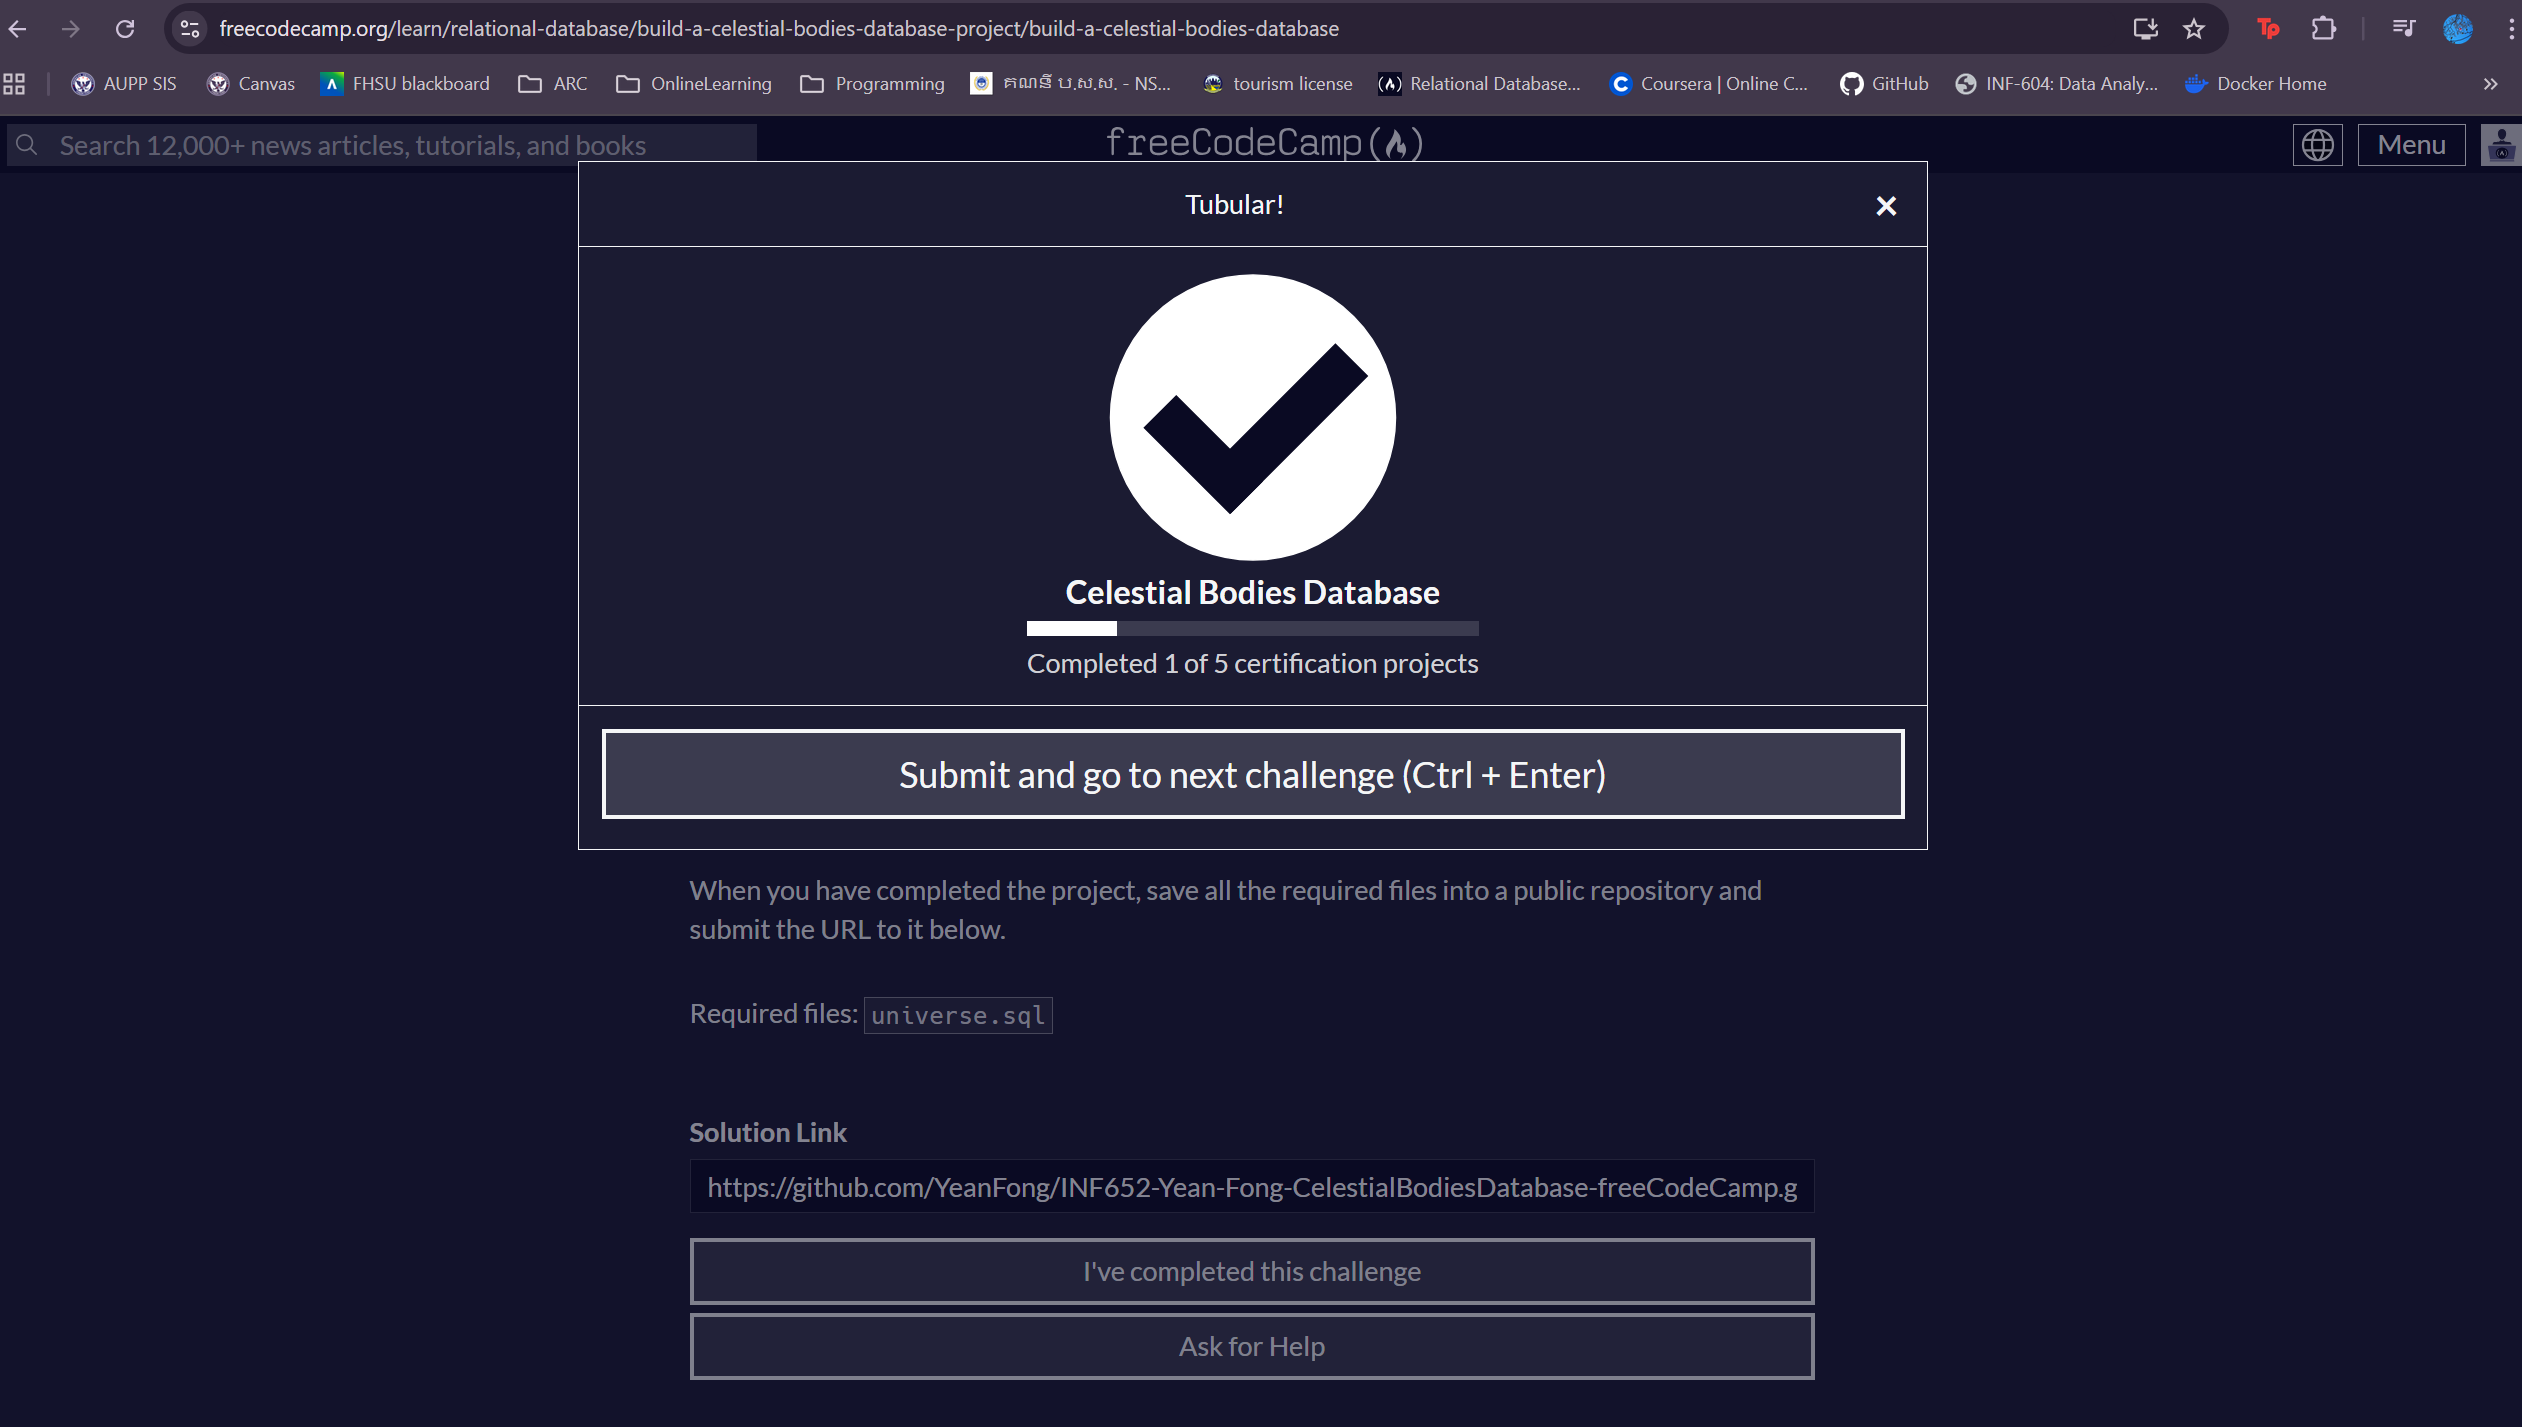 freecodecamp.org/learn/relational-database/build-a-celestial-bodies-database-project/build-a-celestial-bodies-database
Tp
AUPP SIS
Canvas
FHSU blackboard
ARC
OnlineLearning
Programming
គណនី ប.ស.ស. - NS...
tourism license
Relational Database...
Coursera | Online C...
GitHub
INF-604: Data Analy...
Docker Home
Search 12,000+ news articles, tutorials, and books
freeCodeCamp
Menu
Tubular!
Celestial Bodies Database
Completed 1 of 5 certification projects
Submit and go to next challenge (Ctrl + Enter)
When you have completed the project, save all the required files into a public repository and
submit the URL to it below.
Required files: universe.sql
Solution Link
https://github.com/YeanFong/INF652-Yean-Fong-CelestialBodiesDatabase-freeCodeCamp.g
I've completed this challenge
Ask for Help